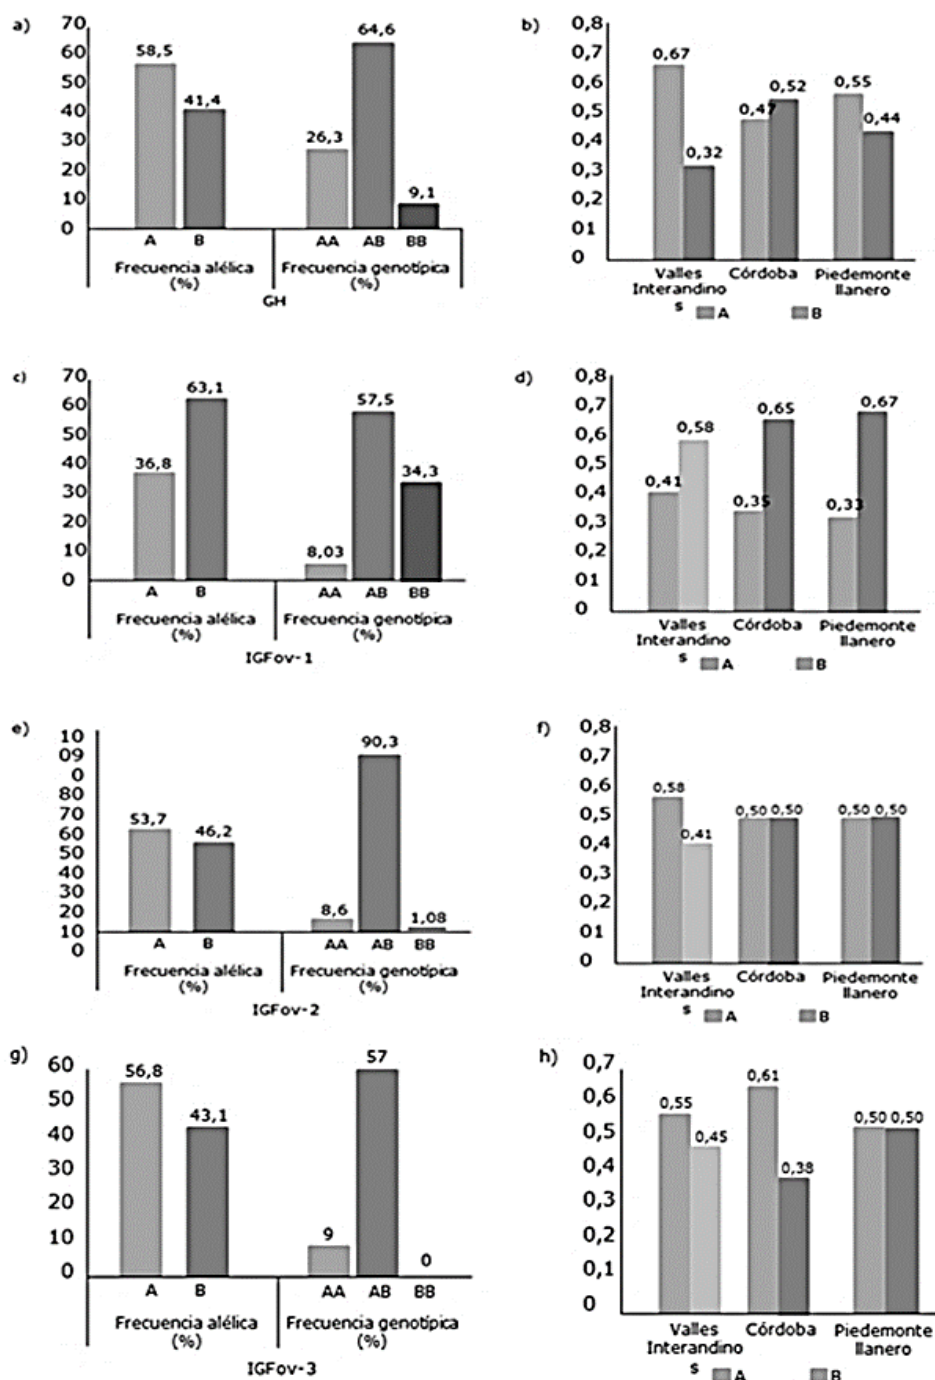 a)
70
60
50
40
30
20
10
0
58,5
41,4
26,3
64,6
9,1
A B AA AB BB
Frecuencia alélica (%)
Frecuencia genotípica (%)
GH
b)
0,8
0,7
0,6
0,5
0,4
0,3
0,2
01
0
0,67
0,32
0,47
0,52
0,55
0,44
Valles Interandino s
Córdoba
Piedemonte llanero
A B
c)
70
60
50
40
30
20
10
0
36,8
63,1
8,03
57,5
34,3
A B AA AB BB
Frecuencia alélica (%)
Frecuencia genotípica (%)
IGFov-1
d)
0,8
0,7
0,6
0,5
0,4
0,3
0,2
01
0
0,41
0,58
0,35
0,65
0,33
0,67
Valles Interandino s
Córdoba
Piedemonte llanero
A B
e)
10
09
0
80
70
60
50
40
30
20
10
0
53,7
46,2
8,6
90,3
1,08
A B AA AB BB
Frecuencia alélica (%)
Frecuencia genotípica (%)
IGFov-2
f)
0,8
0,7
0,6
0,5
0,4
0,3
0,2
01
0
0,58
0,41
0,50
0,50
0,50
0,50
Valles Interandino s
Córdoba
Piedemonte llanero
A B
g)
60
50
40
30
20
10
0
56,8
43,1
9
57
0
A B AA AB BB
Frecuencia alélica (%)
Frecuencia genotípica (%)
IGFov-3
h)
0,7
0,6
0,5
0,4
0,3
0,2
0,1
0
0,55
0,45
0,61
0,38
0,50
0,50
Valles Interandino s
Córdoba
Piedemonte llanero
A B